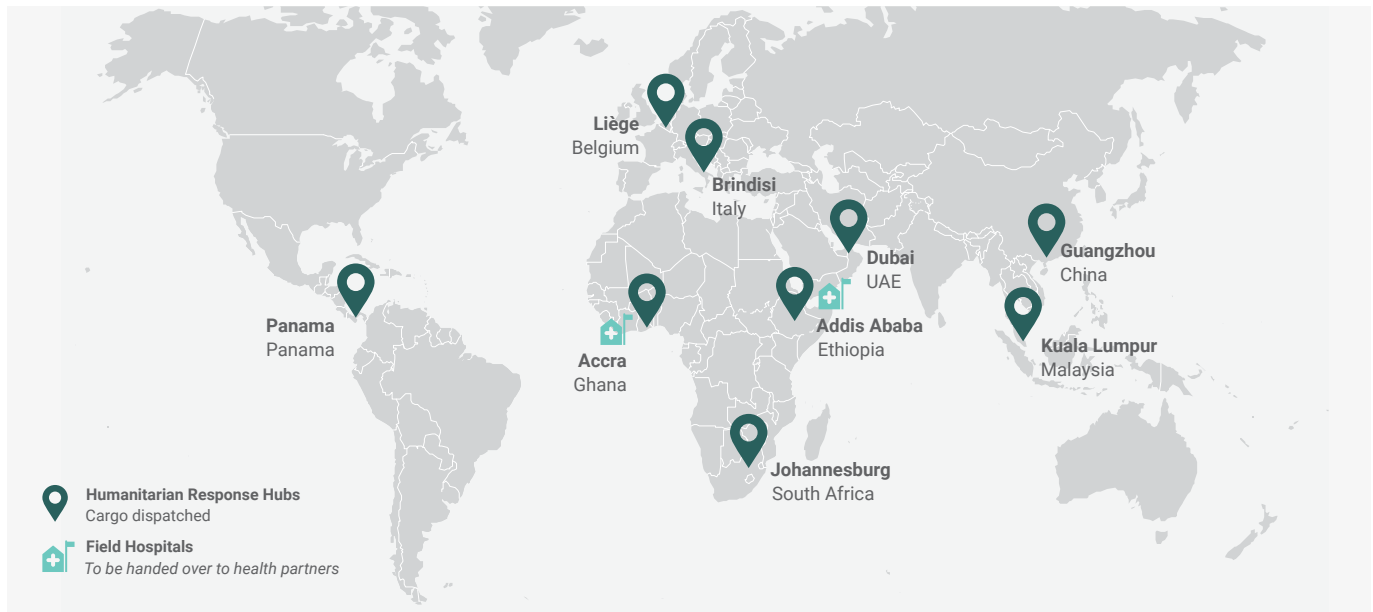 Liège
Belgium
Brindisi
Italy
Dubai
UAE
Guangzhou
China
Panama
Panama
Accra
Ghana
Addis Ababa
Ethiopia
Kuala Lumpur
Malaysia
Johannesburg
South Africa
Humanitarian Response Hubs
Cargo dispatched
Field Hospitals
To be handed over to health partners